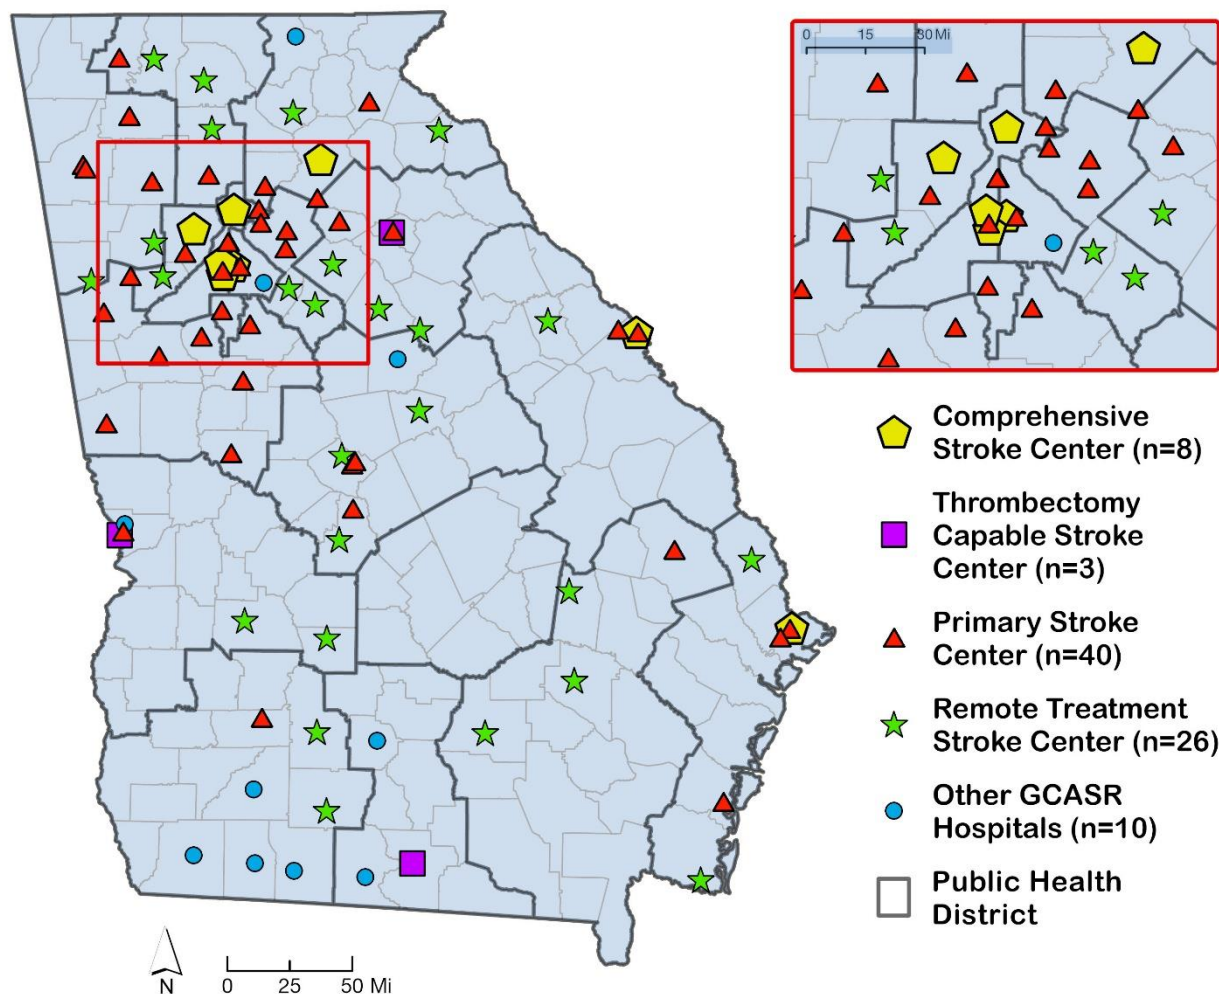 0 15 30 Mi
Comprehensive
Stroke Center (n=8)
Thrombectomy
Capable Stroke
Center (n=3)
Primary Stroke
Center (n=40)
Remote Treatment
Stroke Center (n=26)
Other GCASR
Hospitals (n=10)
Public Health
District
N
0 25 50 Mi